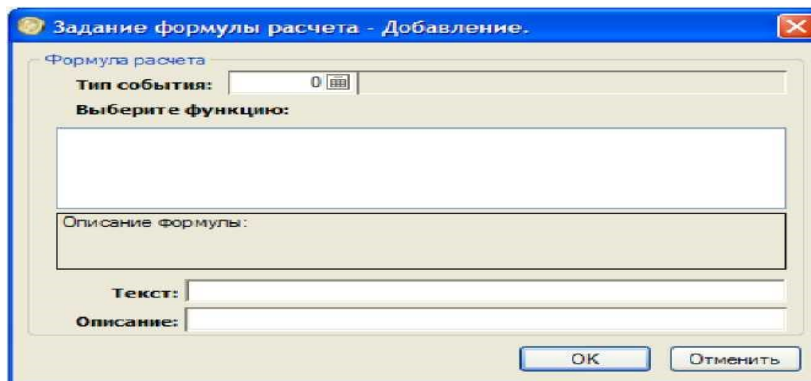 Задание формулы расчета - Добавление.
Формула расчета
Тип события: 0
Выберите функцию:
Описание формулы:
Текст:
Описание:
OK Отменить